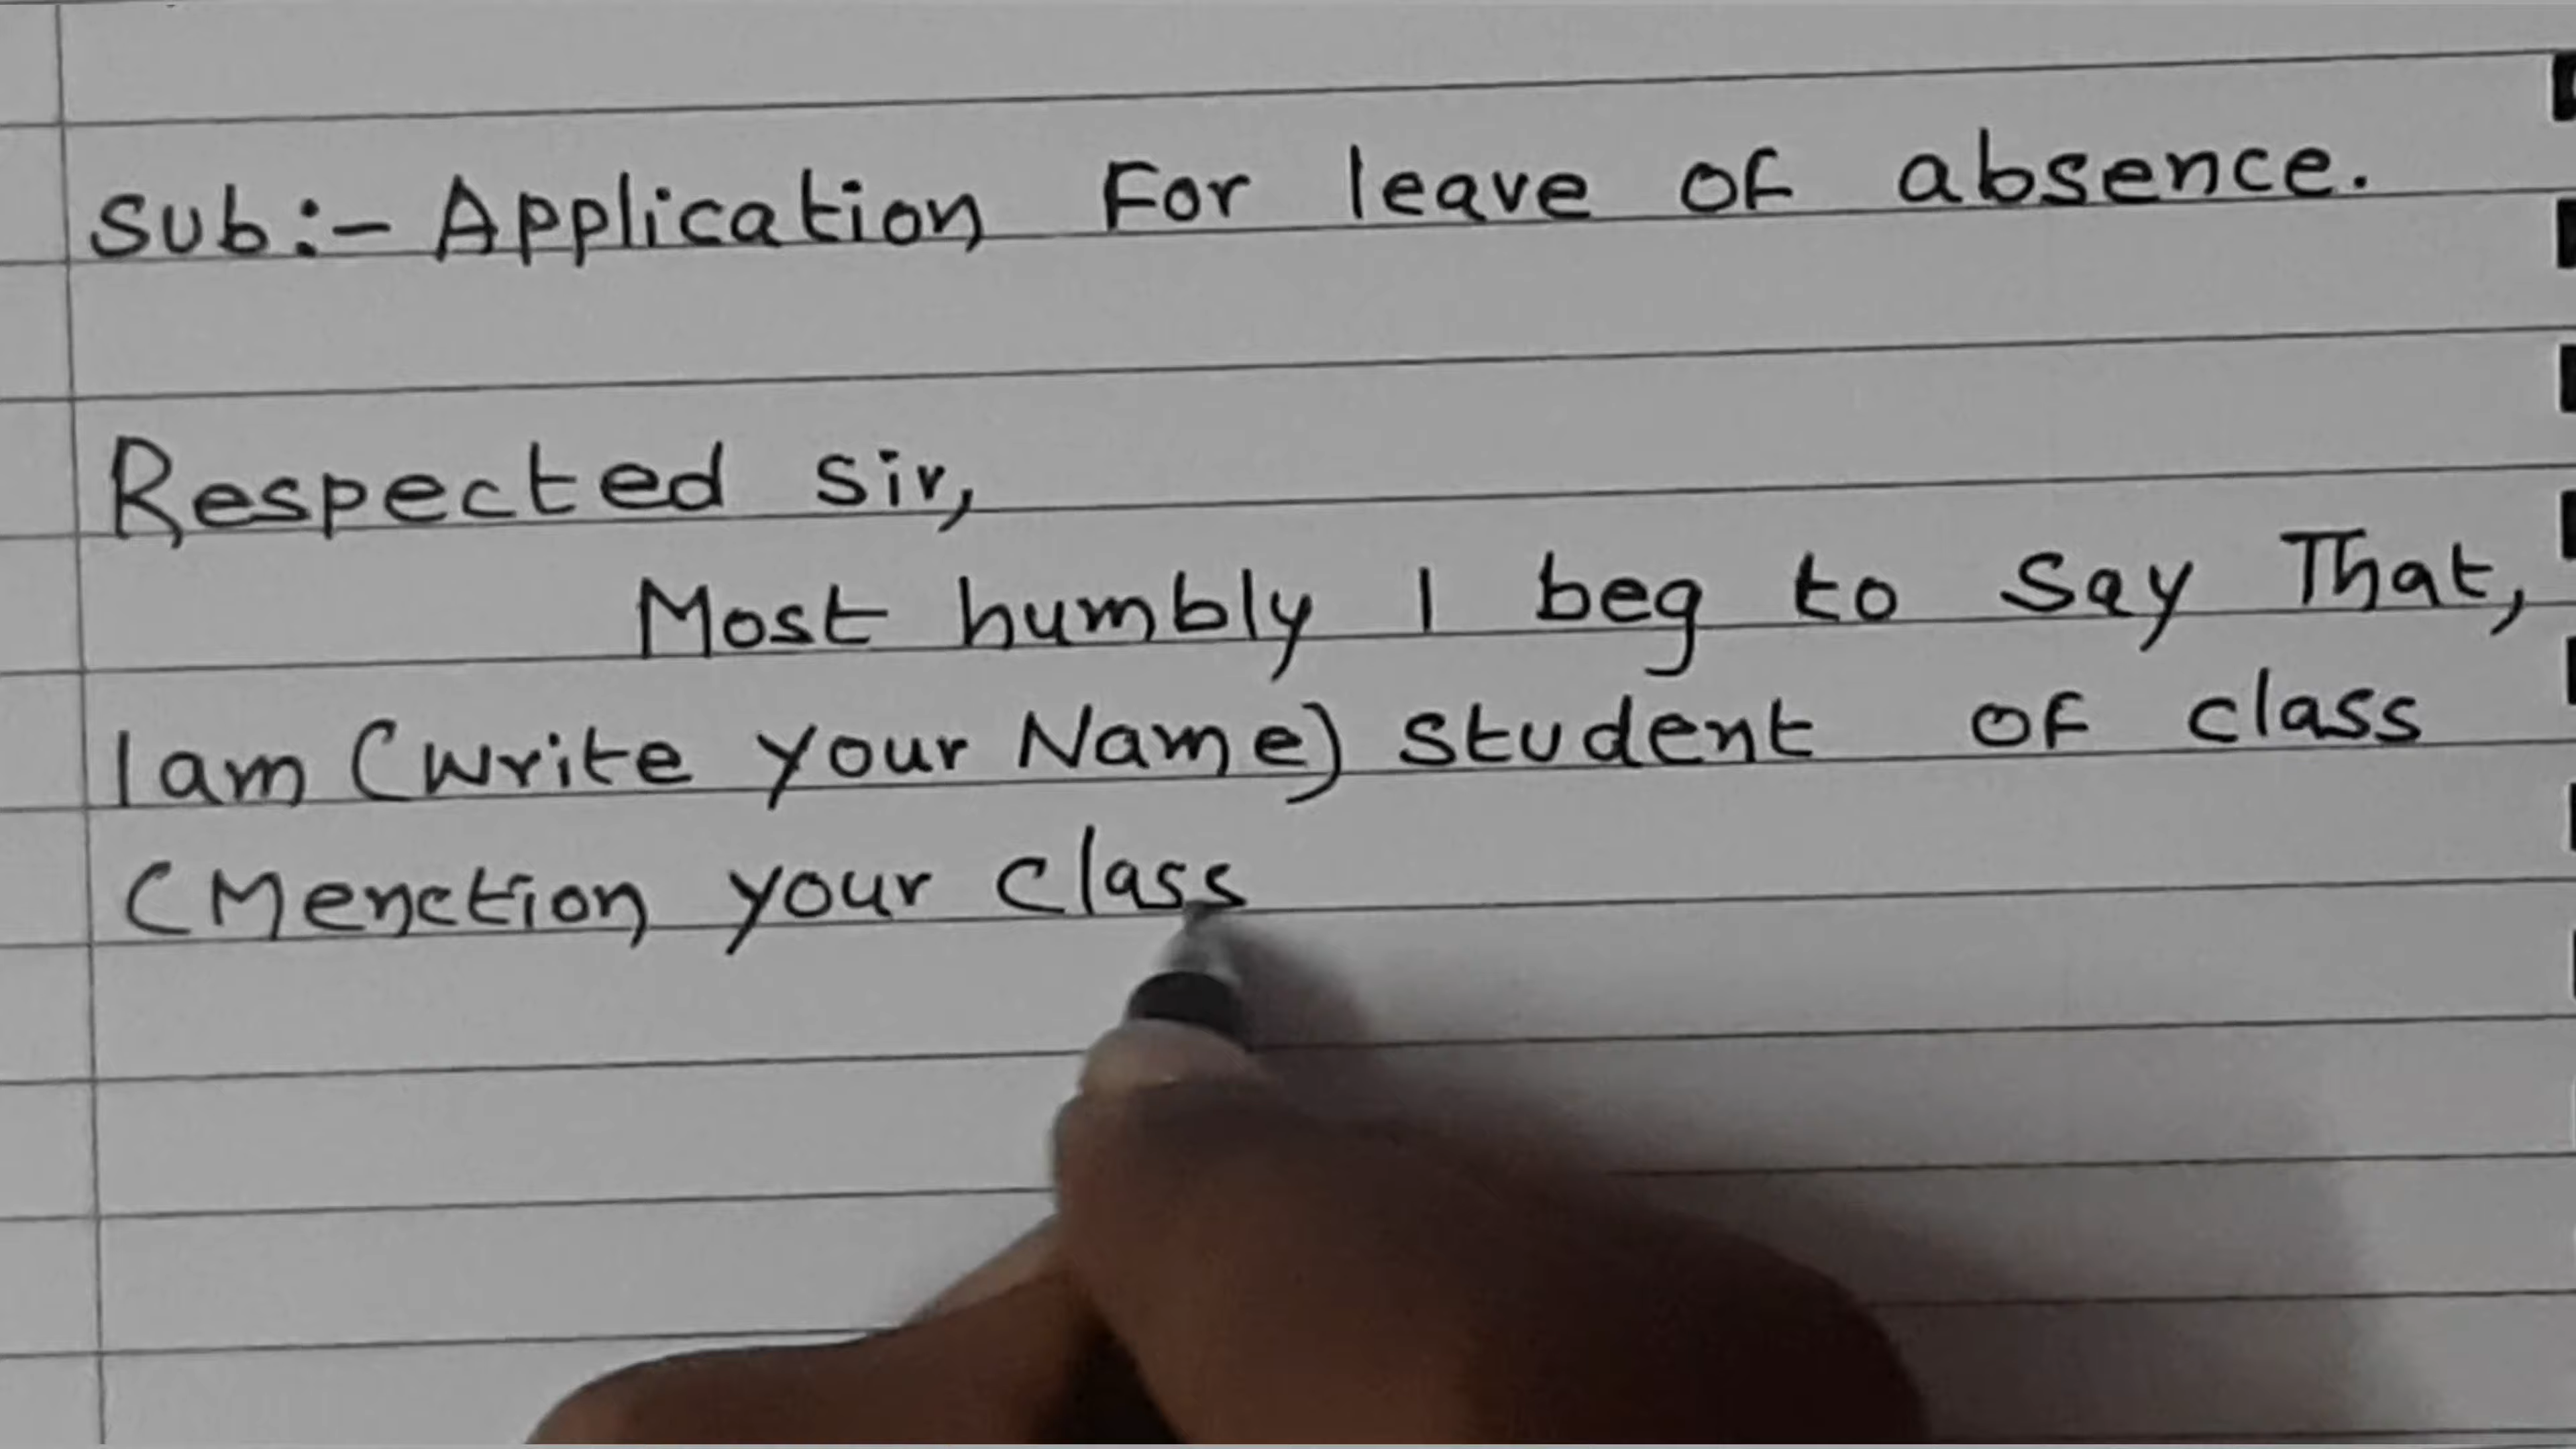 Sub:- Application For leave of absence.
Respected Sir,
Most humbly I beg to say That,
I am (write your Name) student of class
(Menction your class